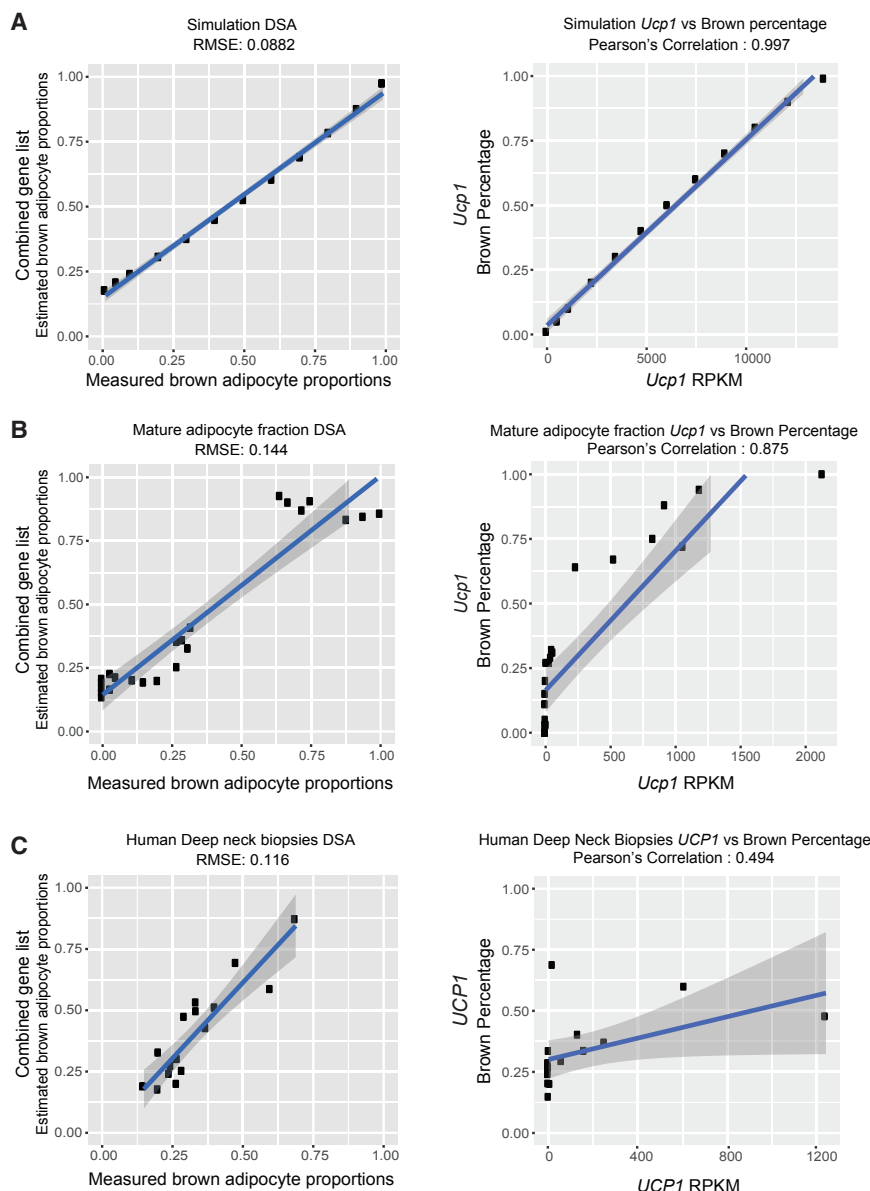 A
Simulation DSA
RMSE: 0.0882
Combined gene list
Estimated brown adipocyte proportions
1.00
0.75
0.50
0.25
0.00
0.00 0.25 0.50 0.75 1.00
Measured brown adipocyte proportions
Simulation Ucp1 vs Brown percentage
Pearson's Correlation : 0.997
Ucp1
Brown Percentage
1.00
0.75
0.50
0.25
0.00
0 5000 10000
Ucp1 RPKM
B
Mature adipocyte fraction DSA
RMSE: 0.144
Combined gene list
Estimated brown adipocyte proportions
1.00
0.75
0.50
0.25
0.00
0.00 0.25 0.50 0.75 1.00
Measured brown adipocyte proportions
Mature adipocyte fraction Ucp1 vs Brown Percentage
Pearson's Correlation : 0.875
Ucp1
Brown Percentage
1.00
0.75
0.50
0.25
0.00
0 500 1000 1500 2000
Ucp1 RPKM
C
Human Deep neck biopsies DSA
RMSE: 0.116
Combined gene list
Estimated brown adipocyte proportions
1.00
0.75
0.50
0.25
0.00
0.00 0.25 0.50 0.75 1.00
Measured brown adipocyte proportions
Human Deep Neck Biopsies UCP1 vs Brown Percentage
Pearson's Correlation : 0.494
UCP1
Brown Percentage
1.00
0.75
0.50
0.25
0.00
0 400 800 1200
UCP1 RPKM